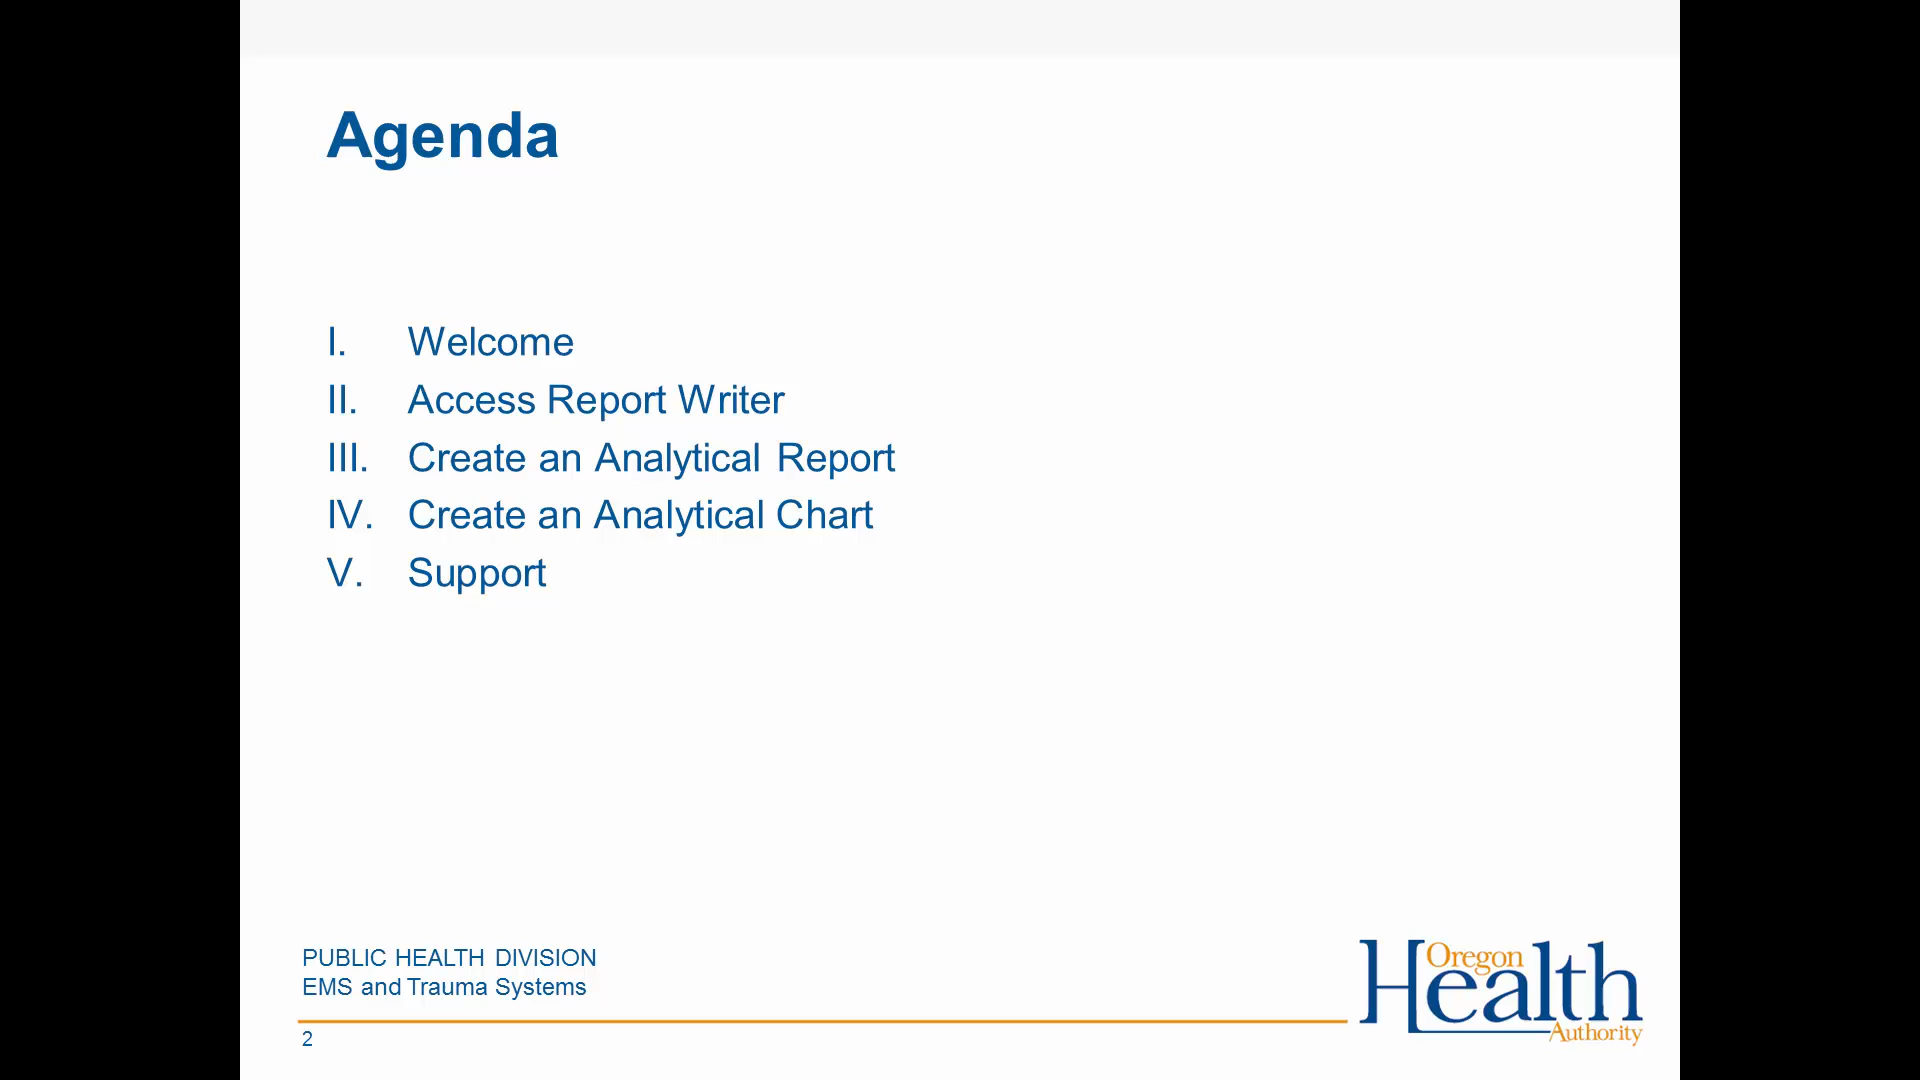 Agenda
I. Welcome
II. Access Report Writer
III. Create an Analytical Report
IV. Create an Analytical Chart
V. Support
PUBLIC HEALTH DIVISION
EMS and Trauma Systems
2
Oregon
Health
Authority